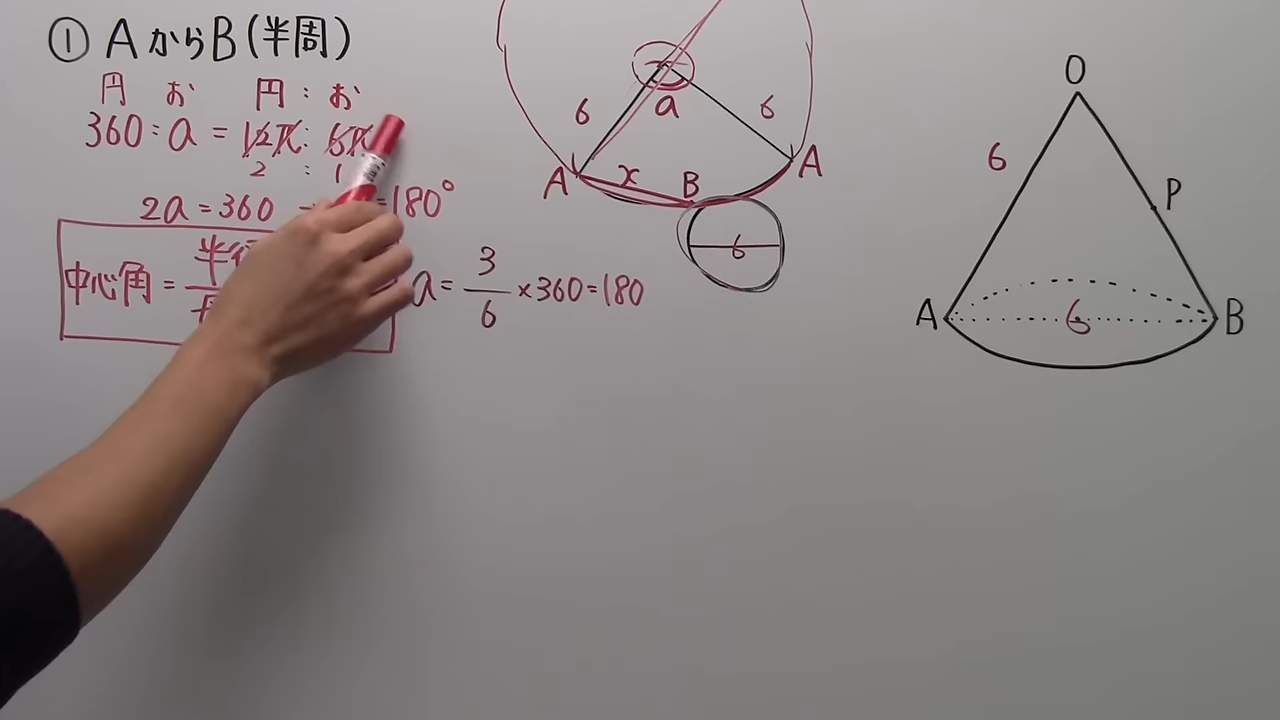 ① AからB(半周)
円 お 円:お
360:a=12π:6π
2:1
2a=360 =180°
中心角=半
a=3/6×360=180
6 a 6
A x B A
6
O
6 P
A 6 B